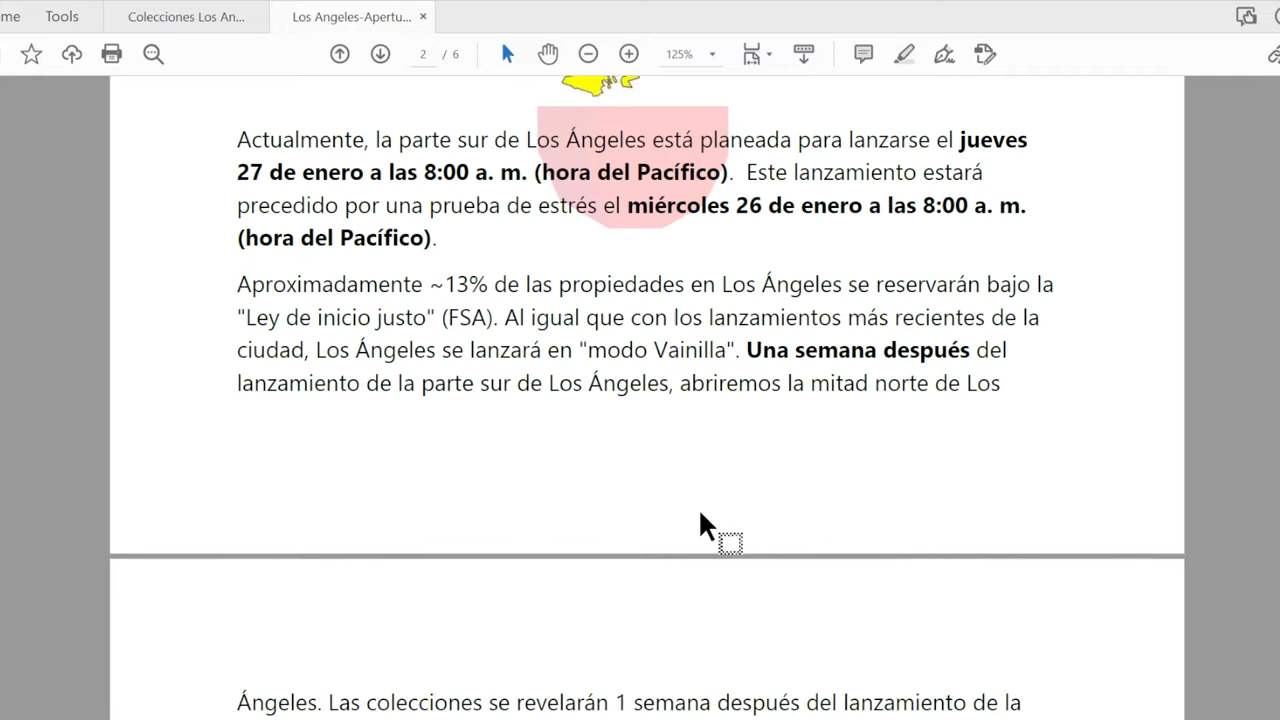 me Tools Colecciones Los An... Los Angeles-Apertu... ×
2 / 6 125%
Actualmente, la parte sur de Los Ángeles está planeada para lanzarse el jueves
27 de enero a las 8:00 a. m. (hora del Pacífico). Este lanzamiento estará
precedido por una prueba de estrés el miércoles 26 de enero a las 8:00 a. m.
(hora del Pacífico).
Aproximadamente ~13% de las propiedades en Los Ángeles se reservarán bajo la
"Ley de inicio justo" (FSA). Al igual que con los lanzamientos más recientes de la
ciudad, Los Ángeles se lanzará en "modo Vainilla". Una semana después del
lanzamiento de la parte sur de Los Ángeles, abriremos la mitad norte de Los
Ángeles. Las colecciones se revelarán 1 semana después del lanzamiento de la